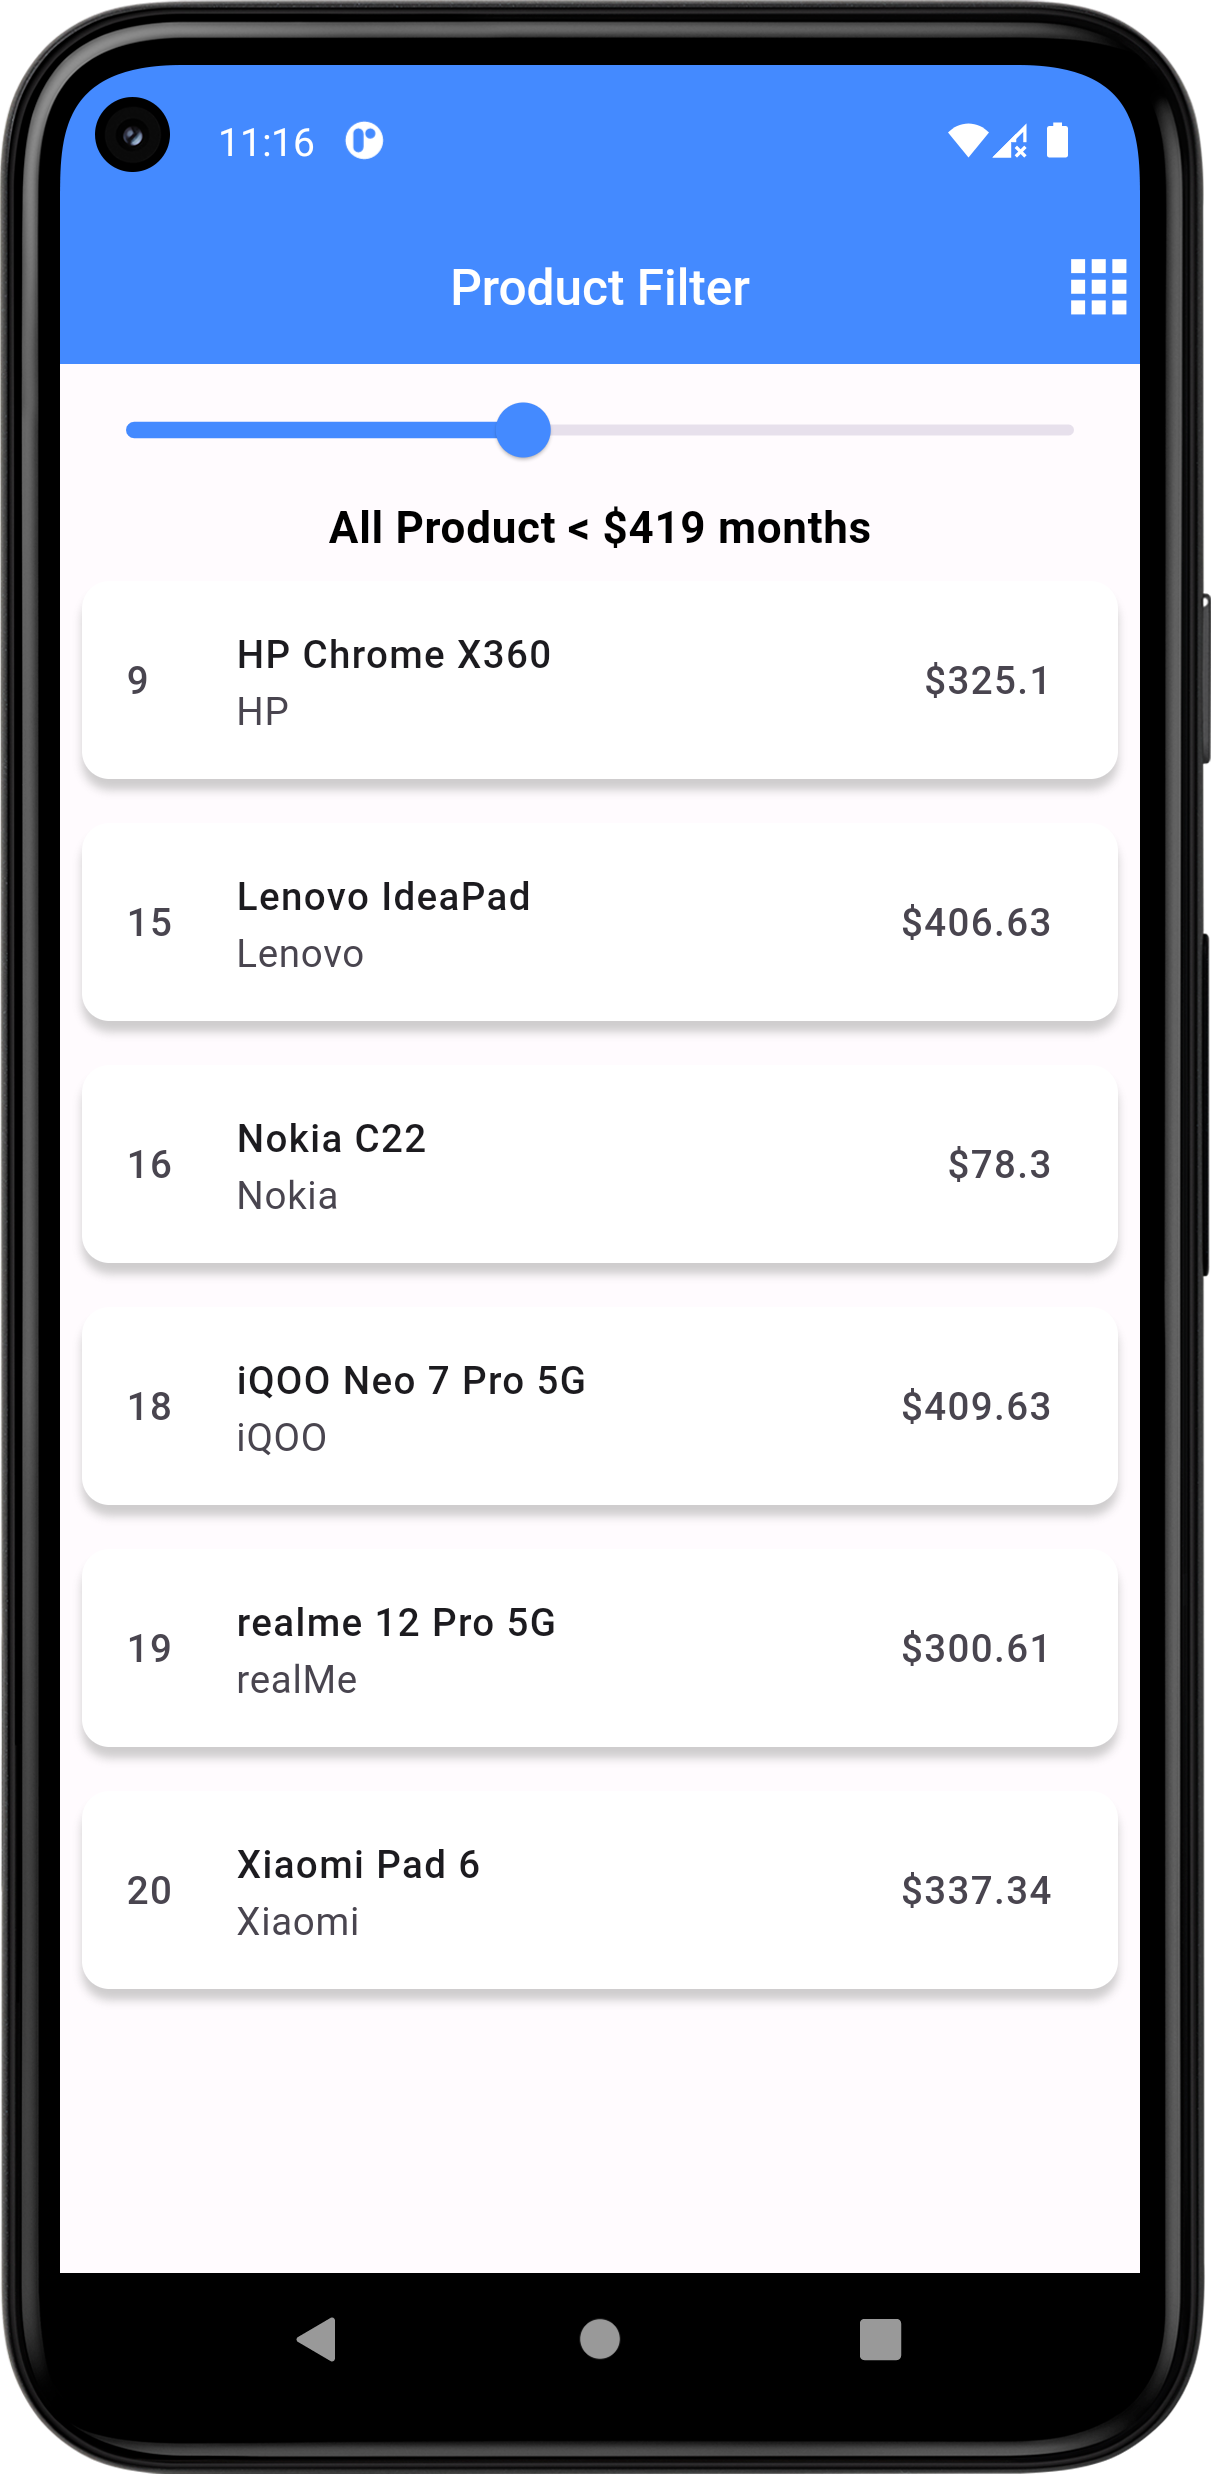 11:16
Product Filter
All Product < $419 months
HP Chrome X360
9
$325.1
HP
Lenovo IdeaPad
15
$406.63
Lenovo
Nokia C22
16
$78.3
Nokia
iQOO Neo 7 Pro 5G
18
$409.63
iQOO
realme 12 Pro 5G
19
$300.61
realMe
Xiaomi Pad 6
20
$337.34
Xiaomi